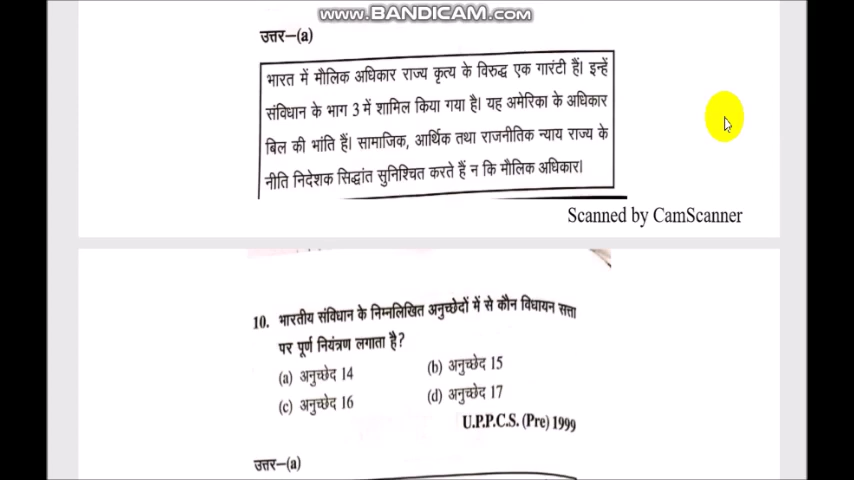 www.BANDICAM.com
उत्तर–(a)
भारत में मौलिक अधिकार राज्य कृत्य के विरुद्ध एक गारंटी हैं। इन्हें
संविधान के भाग 3 में शामिल किया गया है। यह अमेरिका के अधिकार
बिल की भांति हैं। सामाजिक, आर्थिक तथा राजनीतिक न्याय राज्य के
नीति निदेशक सिद्धांत सुनिश्चित करते हैं न कि मौलिक अधिकार।
Scanned by CamScanner
10. भारतीय संविधान के निम्नलिखित अनुच्छेदों में से कौन विधायन सत्ता
पर पूर्ण नियंत्रण लगाता है?
(a) अनुच्छेद 14 (b) अनुच्छेद 15
(c) अनुच्छेद 16 (d) अनुच्छेद 17
U.P.P.C.S. (Pre) 1999
उत्तर–(a)